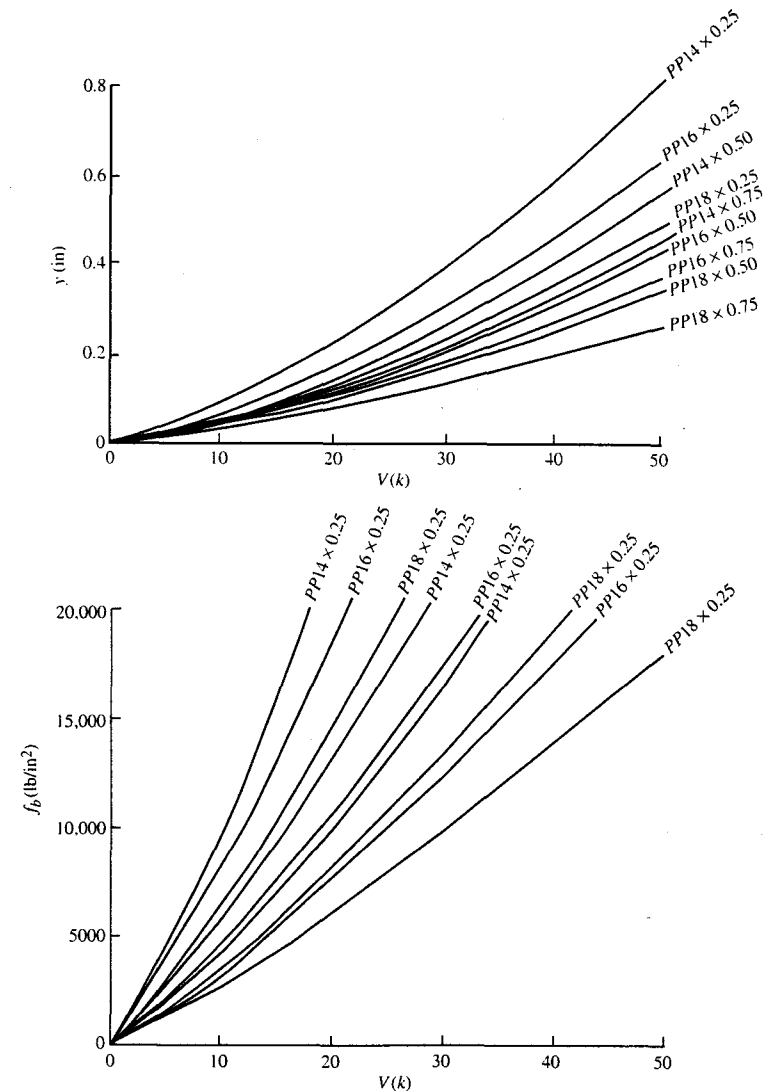 PP14 × 0.25
0.8
PP16 × 0.25
PP14 × 0.50
0.6
PP18 × 0.25
PP14 × 0.75
PP16 × 0.50
y (in)
0.4
PP16 × 0.75
PP18 × 0.50
PP18 × 0.75
0.2
0
0 10 20 30 40 50
V(k)
PP14 × 0.25
PP16 × 0.25
PP18 × 0.25
PP14 × 0.25
PP16 × 0.25
PP14 × 0.25
PP18 × 0.25
PP16 × 0.25
PP18 × 0.25
20.000
15,000
fb (lb/in²)
10,000
5000
0
0 10 20 30 40 50
V(k)